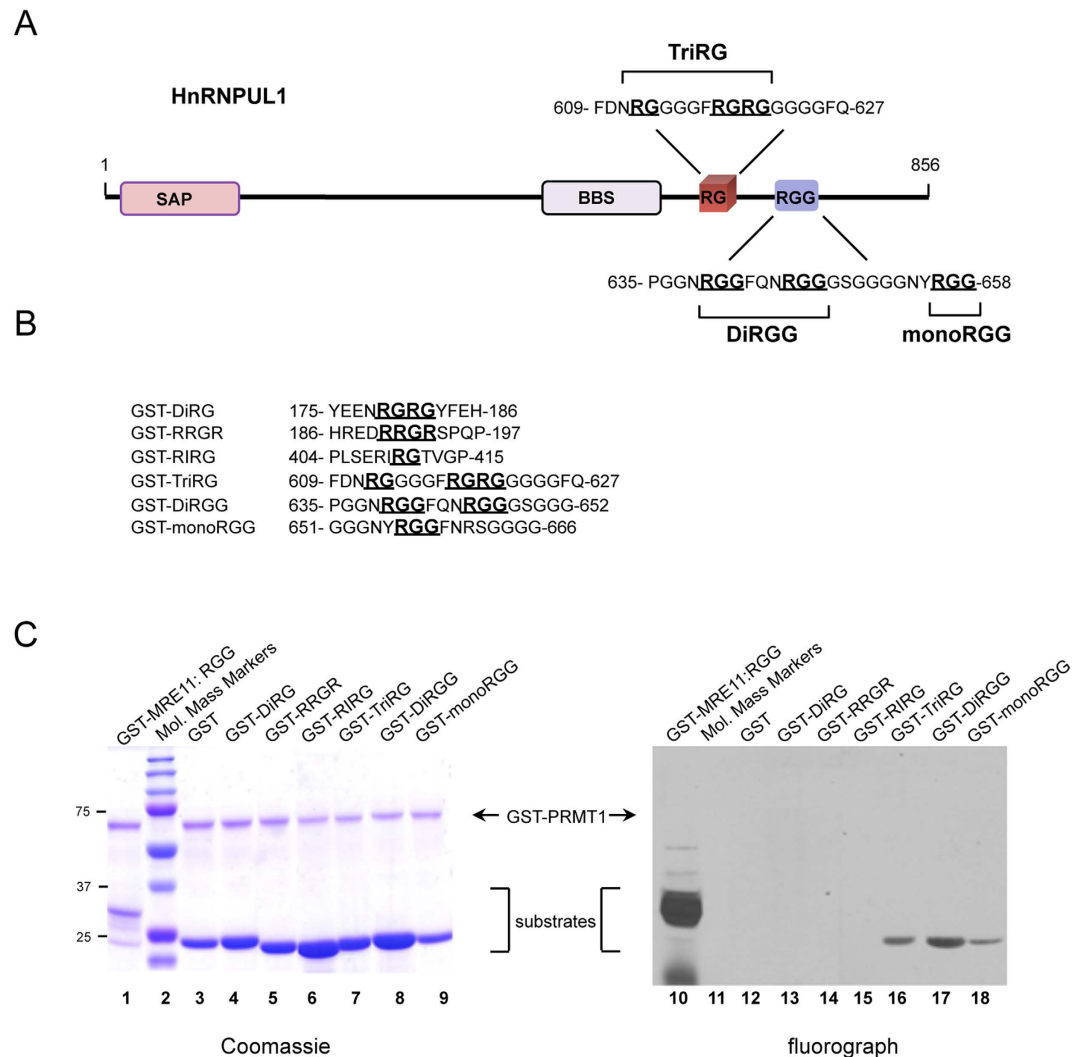 A
TriRG
HnRNPUL1
609- FDNRGGGGFRGRGGGGGFQ-627
1
856
SAP
BBS
RG
RGG
635- PGGNRGGFQNRGGGSGGGGNYRGG-658
DiRGG
monoRGG
B
GST-DiRG 175- YEENRGRGYFEH-186
GST-RRGR 186- HREDRRGRSPQP-197
GST-RIRG 404- PLSERIRGTVGP-415
GST-TriRG 609- FDNRGGGGFRGRGGGGGFQ-627
GST-DiRGG 635- PGGNRGGFQNRGGGSGGG-652
GST-monoRGG 651- GGGNYRGGFNRSGGGG-666
C
GST-MRE11: RGG
Mol. Mass Markers
GST
GST-DiRG
GST-RRGR
GST-RIRG
GST-TriRG
GST-DiRGG
GST-monoRGG
GST-MRE11:RGG
Mol. Mass Markers
GST
GST-DiRG
GST-RRGR
GST-RIRG
GST-TriRG
GST-DiRGG
GST-monoRGG
75
GST-PRMT1
37
substrates
25
1 2 3 4 5 6 7 8 9
10 11 12 13 14 15 16 17 18
Coomassie
fluorograph